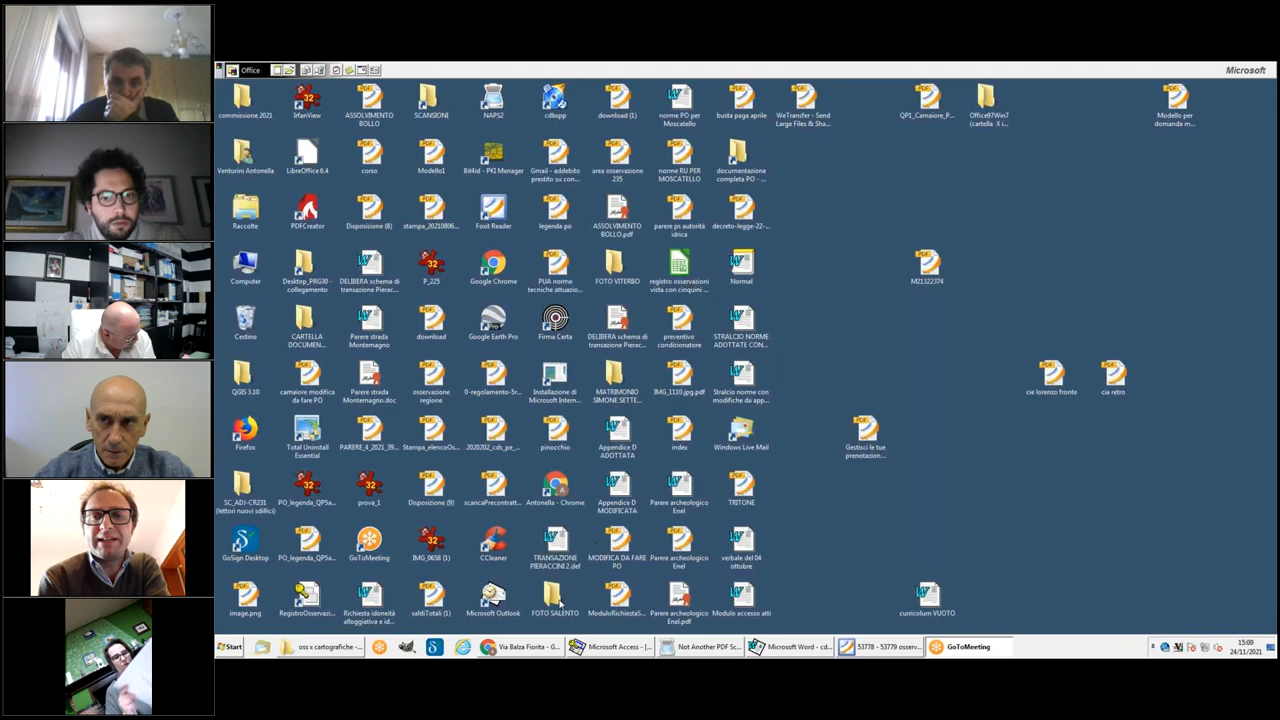 Office
Microsoft
commissione 2021
IrfanView
ASSOLVIMENTO
BOLLO
SCANSIONI
NAPS2
cdbxpp
download (1)
norme PO per
Moscatello
busta paga aprile
WeTransfer - Send
Large Files & Sha...
QP1_Camaiore_P...
Office97Win7
(cartella X i...
Modello per
domanda m...
Venturini Antonella
LibreOffice 6.4
corso
Modello1
Bit4id - PKI Manager
Gmail - addebito
prestito su con...
area osservazione
235
norme RU PER
MOSCATELLO
documentazione
completa PO - ...
Raccolte
PDFCreator
Disposizione (8)
stampa_20210806...
Foxit Reader
legenda po
ASSOLVIMENTO
BOLLO.pdf
parere ps autorità
idrica
decreto-legge-22-...
Computer
Desktop_PRG30 -
collegamento
DELIBERA schema di
transazione Pierac...
P_225
Google Chrome
PUA norme
tecniche attuazio...
FOTO VITERBO
registro osservazioni
vista con cinquini ...
Normal
M21322374
Cestino
CARTELLA
DOCUMEN...
Parere strada
Montemagno
download
Google Earth Pro
Firma Certa
DELIBERA schema di
transazione Pierac...
preventivo
condizionatore
STRALCIO NORME
ADOTTATE CON...
QGIS 3.10
camaiore modifica
da fare PO
Parere strada
Montemagno.doc
osservazione
regione
0-regolamento-5r...
Installazione di
Microsoft Intern...
MATRIMONIO
SIMONE SETTE...
IMG_1110.jpg.pdf
Stralcio norme con
modifiche da app...
cie lorenzo fronte
cia retro
Firefox
Total Uninstall
Essential
PARERE_4_2021_39...
Stampa_elencoOs...
2020202_cds_pe_...
pinocchio
Appendice D
ADOTTATA
index
Windows Live Mail
Gestisci le tue
prenotazion...
SC_ADJ-CR231
(lettori nuovi sdillici)
PO_legenda_QP5a...
prova_1
Disposizione (9)
scaricaPrecontratt...
Antonella - Chrome
Appendice D
MODIFICATA
Parere archeologico
Enel
TRITONE
GoSign Desktop
PO_legenda_QP5a...
GoToMeeting
IMG_0658 (1)
CCleaner
TRANSAZIONE
PIERACCINI 2.def
MODIFICA DA FARE
PO
Parere archeologico
Enel
verbale del 04
ottobre
image.png
RegistroOsservazi...
Richiesta idoneità
alloggiativa e id...
saldiTotali (1)
Microsoft Outlook
FOTO SALENTO
ModuloRichiestaS...
Parere archeologico
Enel.pdf
Modulo accesso atti
curriculum VUOTO
Start
oss x cartografiche -...
Via Balza Fiorita - G...
Microsoft Access - [...
Not Another PDF Sc...
Microsoft Word - cd...
53778 - 53779 osserv...
GoToMeeting
15:09
24/11/2021